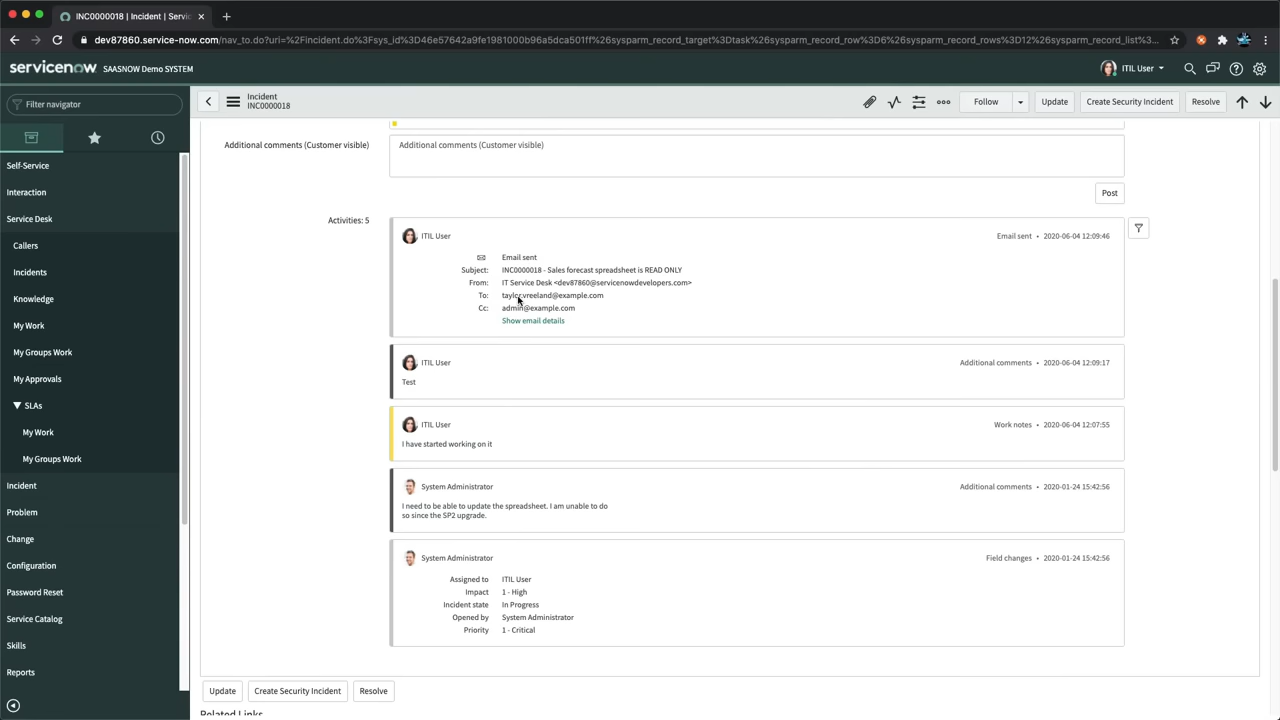 INC0000018 | Incident | Servic
dev87860.service-now.com/nav_to.do?uri=%2Fincident.do%3Fsys_id%3D46e57642a9fe1981000b96a5dca501ff%26sysparm_record_target%3Dtask%26sysparm_record_row%3D6%26sysparm_record_rows%3D12%26sysparm_record_list%3...
servicenow SAASNOW Demo SYSTEM
ITIL User
Filter navigator
Incident
INC0000018
Follow
Update
Create Security Incident
Resolve
Self-Service
Interaction
Service Desk
Callers
Incidents
Knowledge
My Work
My Groups Work
My Approvals
SLAs
My Work
My Groups Work
Incident
Problem
Change
Configuration
Password Reset
Service Catalog
Skills
Reports
Additional comments (Customer visible)
Additional comments (Customer visible)
Post
Activities: 5
ITIL User
Email sent • 2020-06-04 12:09:46
Email sent
Subject: INC0000018 - Sales forecast spreadsheet is READ ONLY
From: IT Service Desk <dev87860@servicenowdevelopers.com>
To: taylor.vreeland@example.com
Cc: admin@example.com
Show email details
ITIL User
Additional comments • 2020-06-04 12:09:17
Test
ITIL User
Work notes • 2020-06-04 12:07:55
I have started working on it
System Administrator
Additional comments • 2020-01-24 15:42:56
I need to be able to update the spreadsheet. I am unable to do
so since the SP2 upgrade.
System Administrator
Field changes • 2020-01-24 15:42:56
Assigned to ITIL User
Impact 1 - High
Incident state In Progress
Opened by System Administrator
Priority 1 - Critical
Update
Create Security Incident
Resolve
Related Links